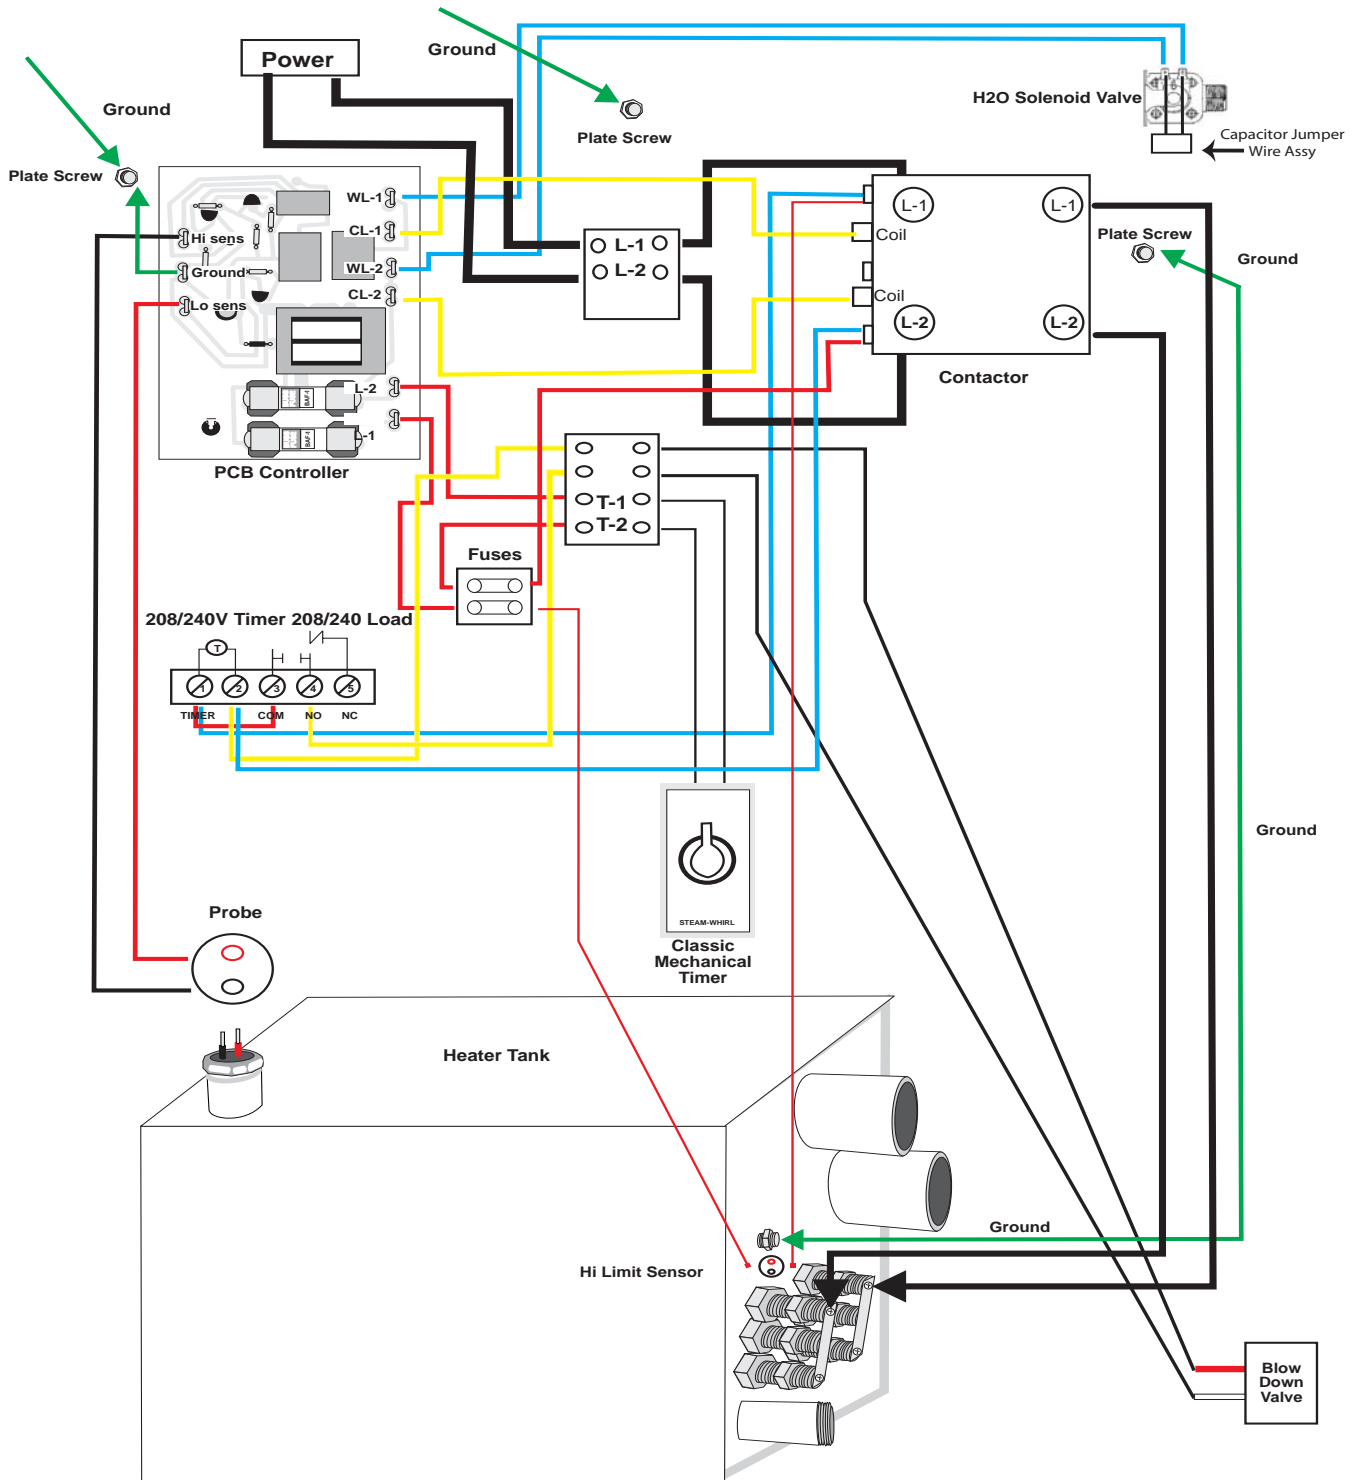 Ground
Power
H2O Solenoid Valve
Ground
Plate Screw
Capacitor Jumper
Wire Assy
Plate Screw
WL-1
CL-1
WL-2
CL-2
Hi sens
Ground
Lo sens
L-2
-1
BAF-1
BAF-1
PCB Controller
L-1
L-2
L-1
L-1
Coil
Coil
L-2
L-2
Contactor
Plate Screw
Ground
T-1
T-2
Fuses
208/240V Timer 208/240 Load
T
1
2
3
4
5
TIMER
COM
NO
NC
STEAM-WHIRL
Classic
Mechanical
Timer
Ground
Probe
Heater Tank
Ground
Hi Limit Sensor
Blow
Down
Valve